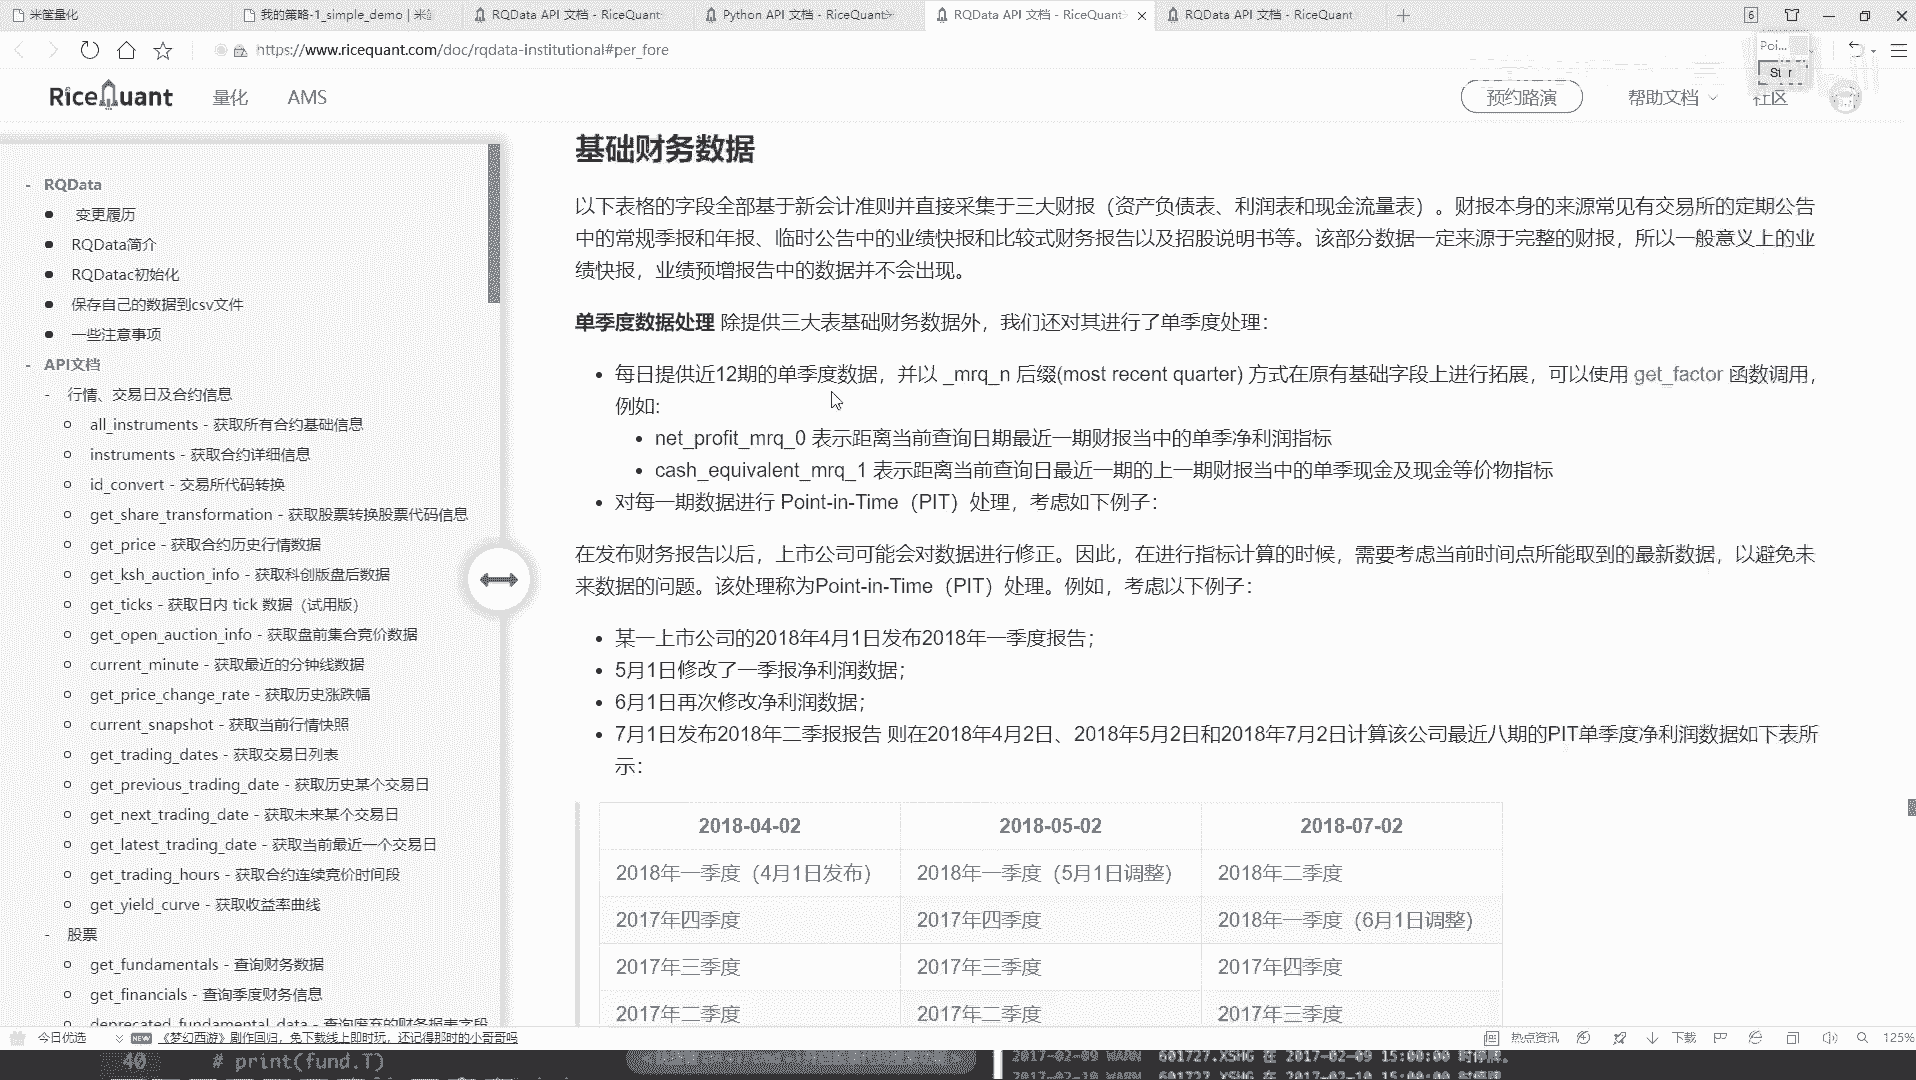 米筐量化
我的策略-1_simple_demo | 米
RQData API 文档 - RiceQuant
Python API 文档 - RiceQuant
RQData API 文档 - RiceQuant
RQData API 文档 - RiceQuant
6
https://www.ricequant.com/doc/rqdata-institutional#per_fore
Poi...
RiceQuant
量化
AMS
预约路演
帮助文档
社区
- RQData
变更履历
RQData简介
RQDatac初始化
保存自己的数据到csv文件
一些注意事项
- API文档
- 行情、交易日及合约信息
all_instruments - 获取所有合约基础信息
instruments - 获取合约详细信息
id_convert - 交易所代码转换
get_share_transformation - 获取股票转换股票代码信息
get_price - 获取合约历史行情数据
get_ksh_auction_info - 获取科创版盘后数据
get_ticks - 获取日内 tick 数据（试用版）
get_open_auction_info - 获取盘前集合竞价数据
current_minute - 获取最近的分钟线数据
get_price_change_rate - 获取历史涨跌幅
current_snapshot - 获取当前行情快照
get_trading_dates - 获取交易日列表
get_previous_trading_date - 获取历史某个交易日
get_next_trading_date - 获取未来某个交易日
get_latest_trading_date - 获取当前最近一个交易日
get_trading_hours - 获取合约连续竞价时间段
get_yield_curve - 获取收益率曲线
- 股票
get_fundamentals - 查询财务数据
get_financials - 查询季度财务信息
deprecated_fundamental_data - 查询废弃的财务报表字段
基础财务数据
以下表格的字段全部基于新会计准则并直接采集于三大财报（资产负债表、利润表和现金流量表）。财报本身的来源常见有交易所的定期公告
中的常规季报和年报、临时公告中的业绩快报和比较式财务报告以及招股说明书等。该部分数据一定来源于完整的财报，所以一般意义上的业
绩快报，业绩预增报告中的数据并不会出现。
单季度数据处理 除提供三大表基础财务数据外，我们还对其进行了单季度处理：
每日提供近12期的单季度数据，并以 _mrq_n 后缀(most recent quarter) 方式在原有基础字段上进行拓展，可以使用 get_factor 函数调用，
例如:
net_profit_mrq_0 表示距离当前查询日期最近一期财报当中的单季净利润指标
cash_equivalent_mrq_1 表示距离当前查询日最近一期的上一期财报当中的单季现金及现金等价物指标
对每一期数据进行 Point-in-Time（PIT）处理，考虑如下例子：
在发布财务报告以后，上市公司可能会对数据进行修正。因此，在进行指标计算的时候，需要考虑当前时间点所能取到的最新数据，以避免未
来数据的问题。该处理称为Point-in-Time（PIT）处理。例如，考虑以下例子：
某一上市公司的2018年4月1日发布2018年一季度报告；
5月1日修改了一季报净利润数据；
6月1日再次修改净利润数据；
7月1日发布2018年二季报报告 则在2018年4月2日、2018年5月2日和2018年7月2日计算该公司最近八期的PIT单季度净利润数据如下表所
示：
2018-04-02 2018-05-02 2018-07-02
2018年一季度（4月1日发布） 2018年一季度（5月1日调整） 2018年二季度
2017年四季度 2017年四季度 2018年一季度（6月1日调整）
2017年三季度 2017年三季度 2017年四季度
2017年二季度 2017年二季度 2017年三季度
今日优选
NEW 《梦幻西游》剧作回归，免下载线上即时玩，还记得那时的小哥哥吗
热点资讯
下载
125%
40 # print(fund.T)
2017-02-09 WARN 601727.XSHG 在 2017-02-09 15:00:00 时停牌。
2017-02-10 WARN 601727.XSHG 在 2017-02-10 15:00:00 时停牌。